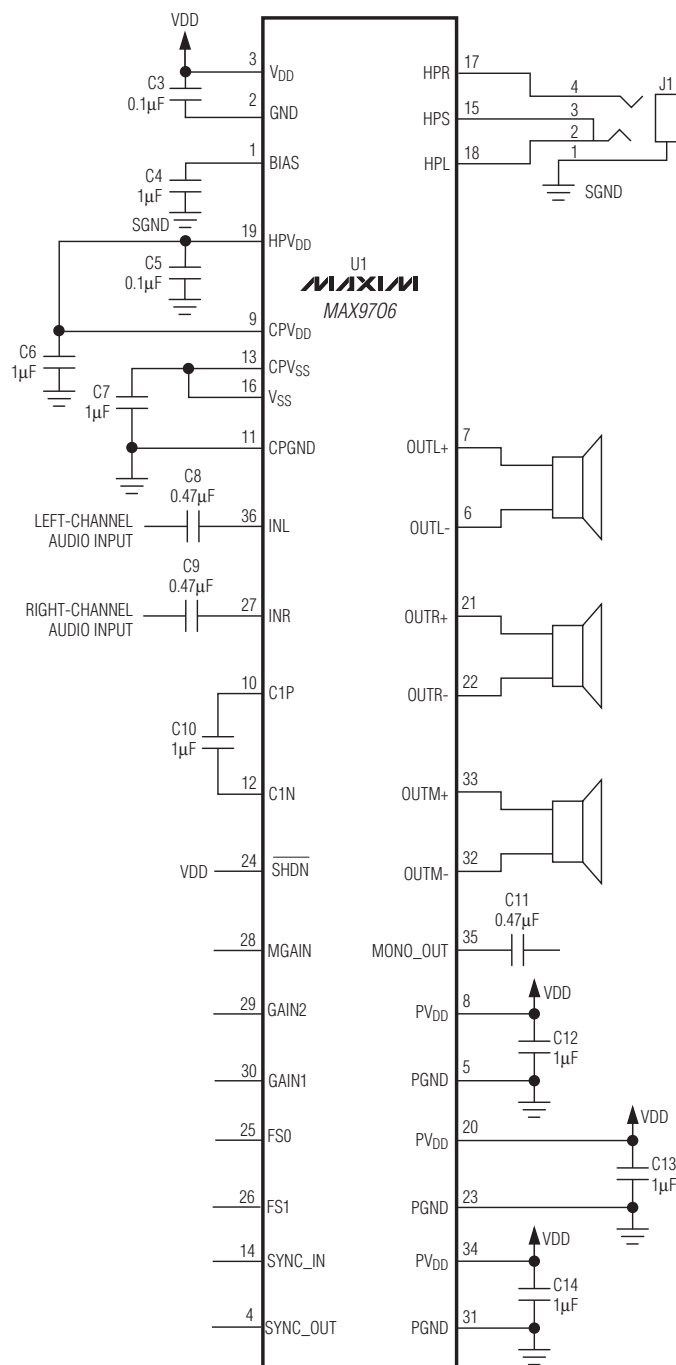 VDD
3
VDD
C3
0.1µF
2
GND
1
BIAS
C4
1µF
SGND
19
HPVDD
C5
0.1µF
9
CPVDD
C6
1µF
13
CPVSS
16
VSS
C7
1µF
11
CPGND
C8
0.47µF
LEFT-CHANNEL
AUDIO INPUT
36
INL
C9
0.47µF
RIGHT-CHANNEL
AUDIO INPUT
27
INR
10
C1P
C10
1µF
12
C1N
VDD
24
SHDN
28
MGAIN
29
GAIN2
30
GAIN1
25
FS0
26
FS1
14
SYNC_IN
4
SYNC_OUT
U1
MAXIM
MAX9706
HPR
17
4
J1
HPS
15
3
2
HPL
18
1
SGND
OUTL+
7
OUTL-
6
OUTR+
21
OUTR-
22
OUTM+
33
OUTM-
32
C11
0.47µF
MONO_OUT
35
VDD
PVDD
8
C12
1µF
PGND
5
VDD
PVDD
20
C13
1µF
PGND
23
VDD
PVDD
34
C14
1µF
PGND
31